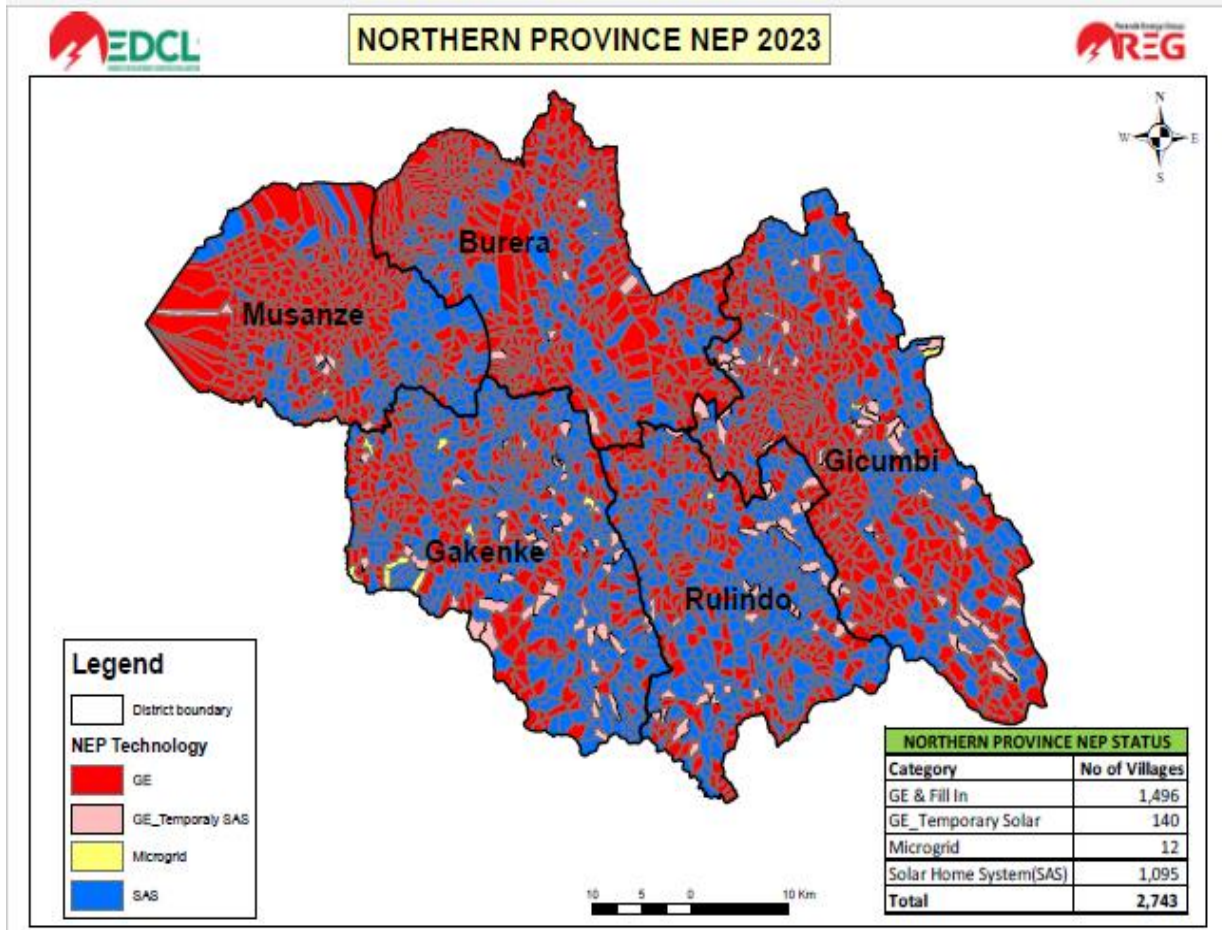 EDCL
NORTHERN PROVINCE NEP 2023
REG
N
W E
S
Burera
Musanze
Gicumbi
Gakenke
Rulindo
Legend
District boundary
NEP Technology
GE
GE_Temporaly SAS
Microgrid
SAS
10 5 0 10 Km
NORTHERN PROVINCE NEP STATUS
Category No of Villages
GE & Fill In 1,496
GE_Temporary Solar 140
Microgrid 12
Solar Home System(SAS) 1,095
Total 2,743